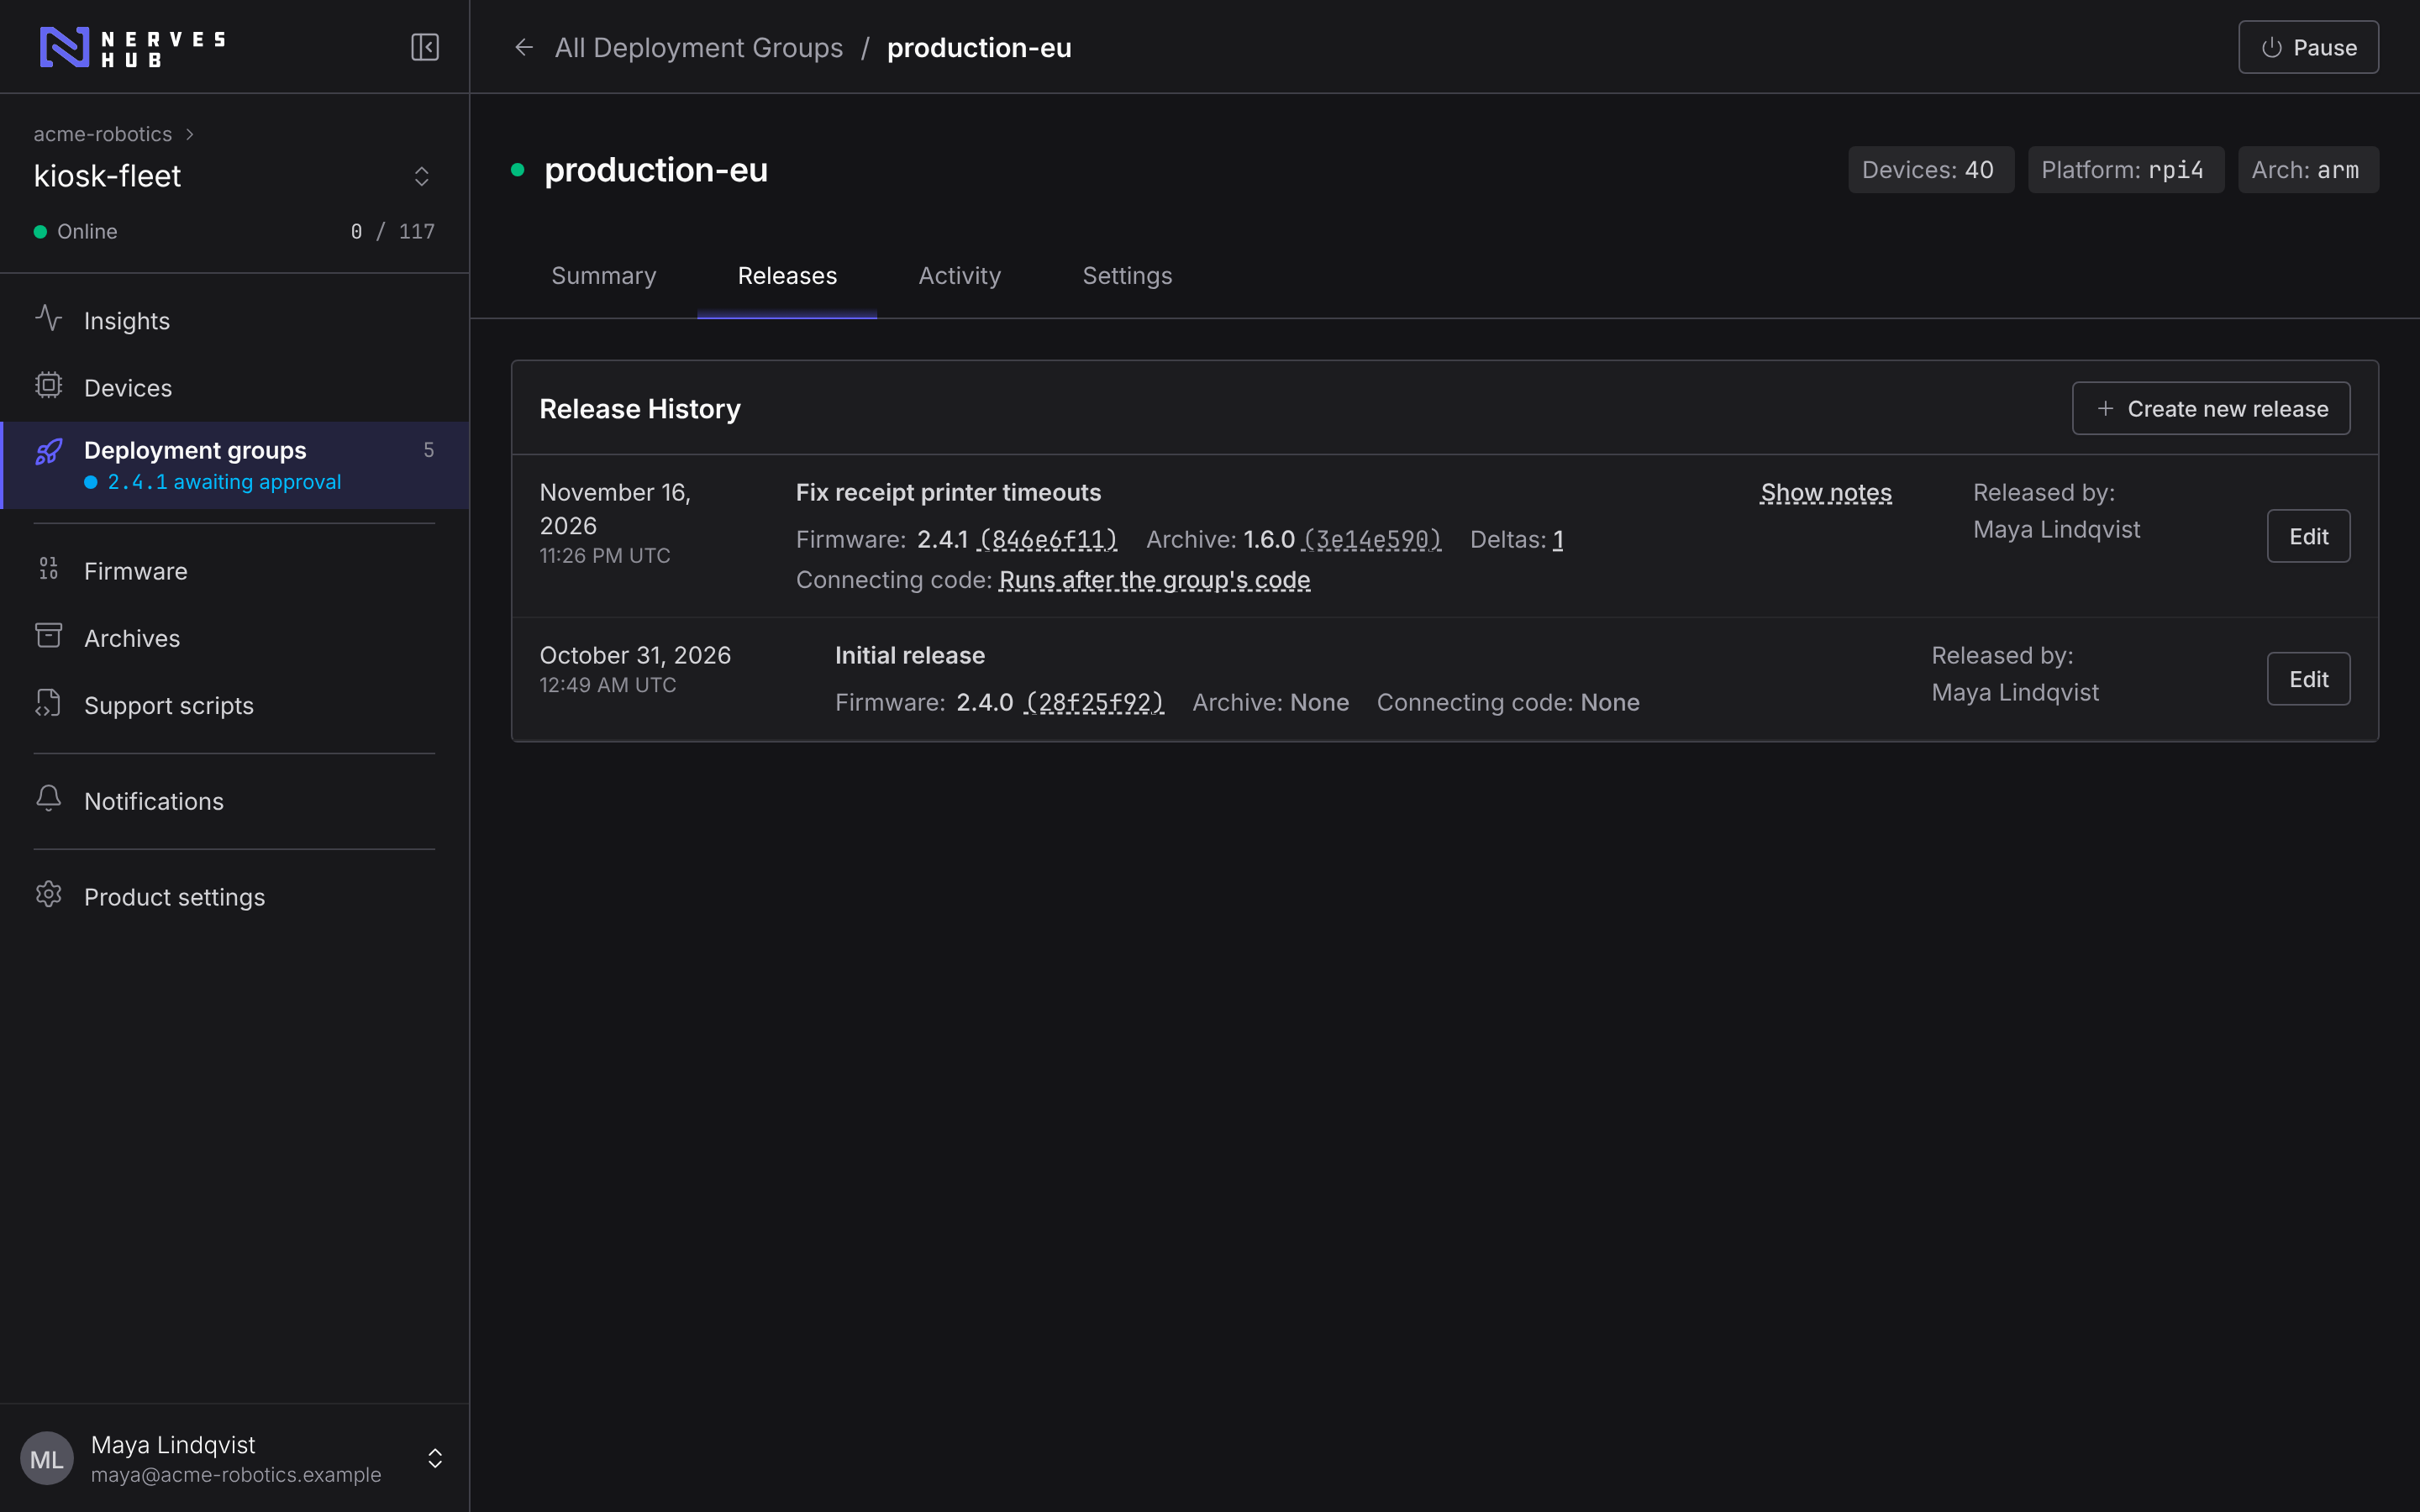 NERVES
HUB
All Deployment Groups / production-eu
Pause
acme-robotics
kiosk-fleet
Online
0 / 117
Insights
Devices
Deployment groups
5
2.4.1 awaiting approval
Firmware
Archives
Support scripts
Notifications
Product settings
ML
Maya Lindqvist
maya@acme-robotics.example
production-eu
Devices: 40
Platform: rpi4
Arch: arm
Summary
Releases
Activity
Settings
Release History
Create new release
November 16,
2026
11:26 PM UTC
Fix receipt printer timeouts
Firmware: 2.4.1 (846e6f11) Archive: 1.6.0 (3e14e590) Deltas: 1
Connecting code: Runs after the group's code
Show notes
Released by:
Maya Lindqvist
Edit
October 31, 2026
12:49 AM UTC
Initial release
Firmware: 2.4.0 (28f25f92) Archive: None Connecting code: None
Released by:
Maya Lindqvist
Edit